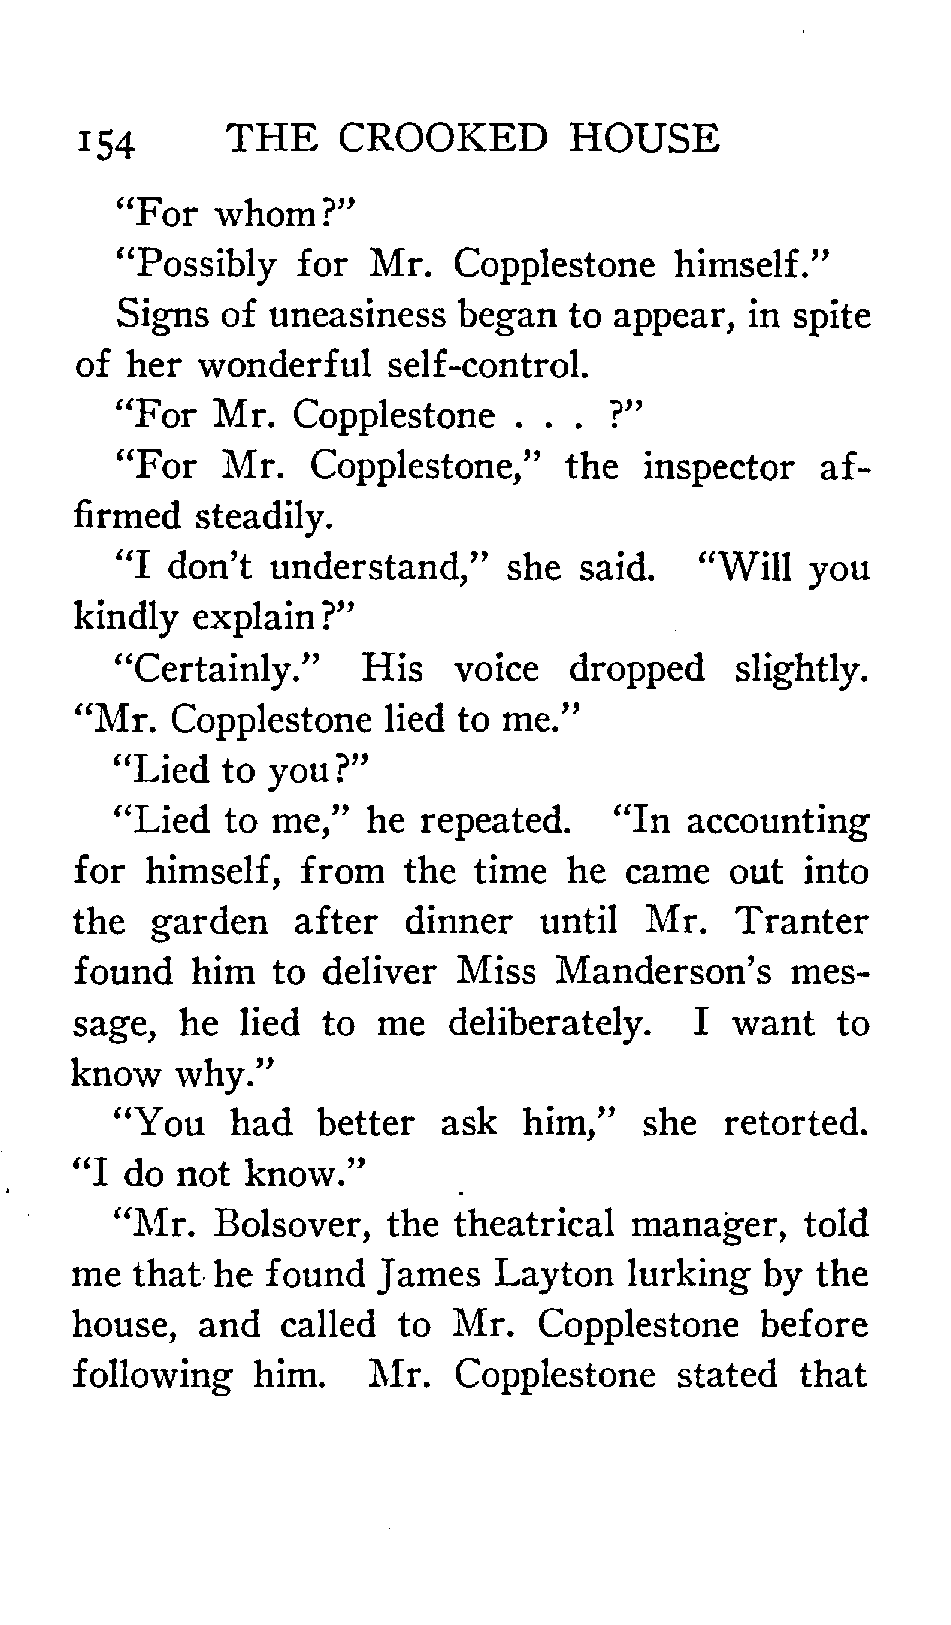 154 THE CROOKED HOUSE
“For whom?”
“Possibly for Mr. Copplestone himself.”
Signs of uneasiness began to appear, in spite
of her wonderful self-control.
“For Mr. Copplestone . . . ?”
“For Mr. Copplestone,” the inspector af-
firmed steadily.
“I don’t understand,” she said. “Will you
kindly explain?”
“Certainly.” His voice dropped slightly.
“Mr. Copplestone lied to me.”
“Lied to you?”
“Lied to me,” he repeated. “In accounting
for himself, from the time he came out into
the garden after dinner until Mr. Tranter
found him to deliver Miss Manderson’s mes-
sage, he lied to me deliberately. I want to
know why.”
“You had better ask him,” she retorted.
“I do not know.”
“Mr. Bolsover, the theatrical manager, told
me that he found James Layton lurking by the
house, and called to Mr. Copplestone before
following him. Mr. Copplestone stated that